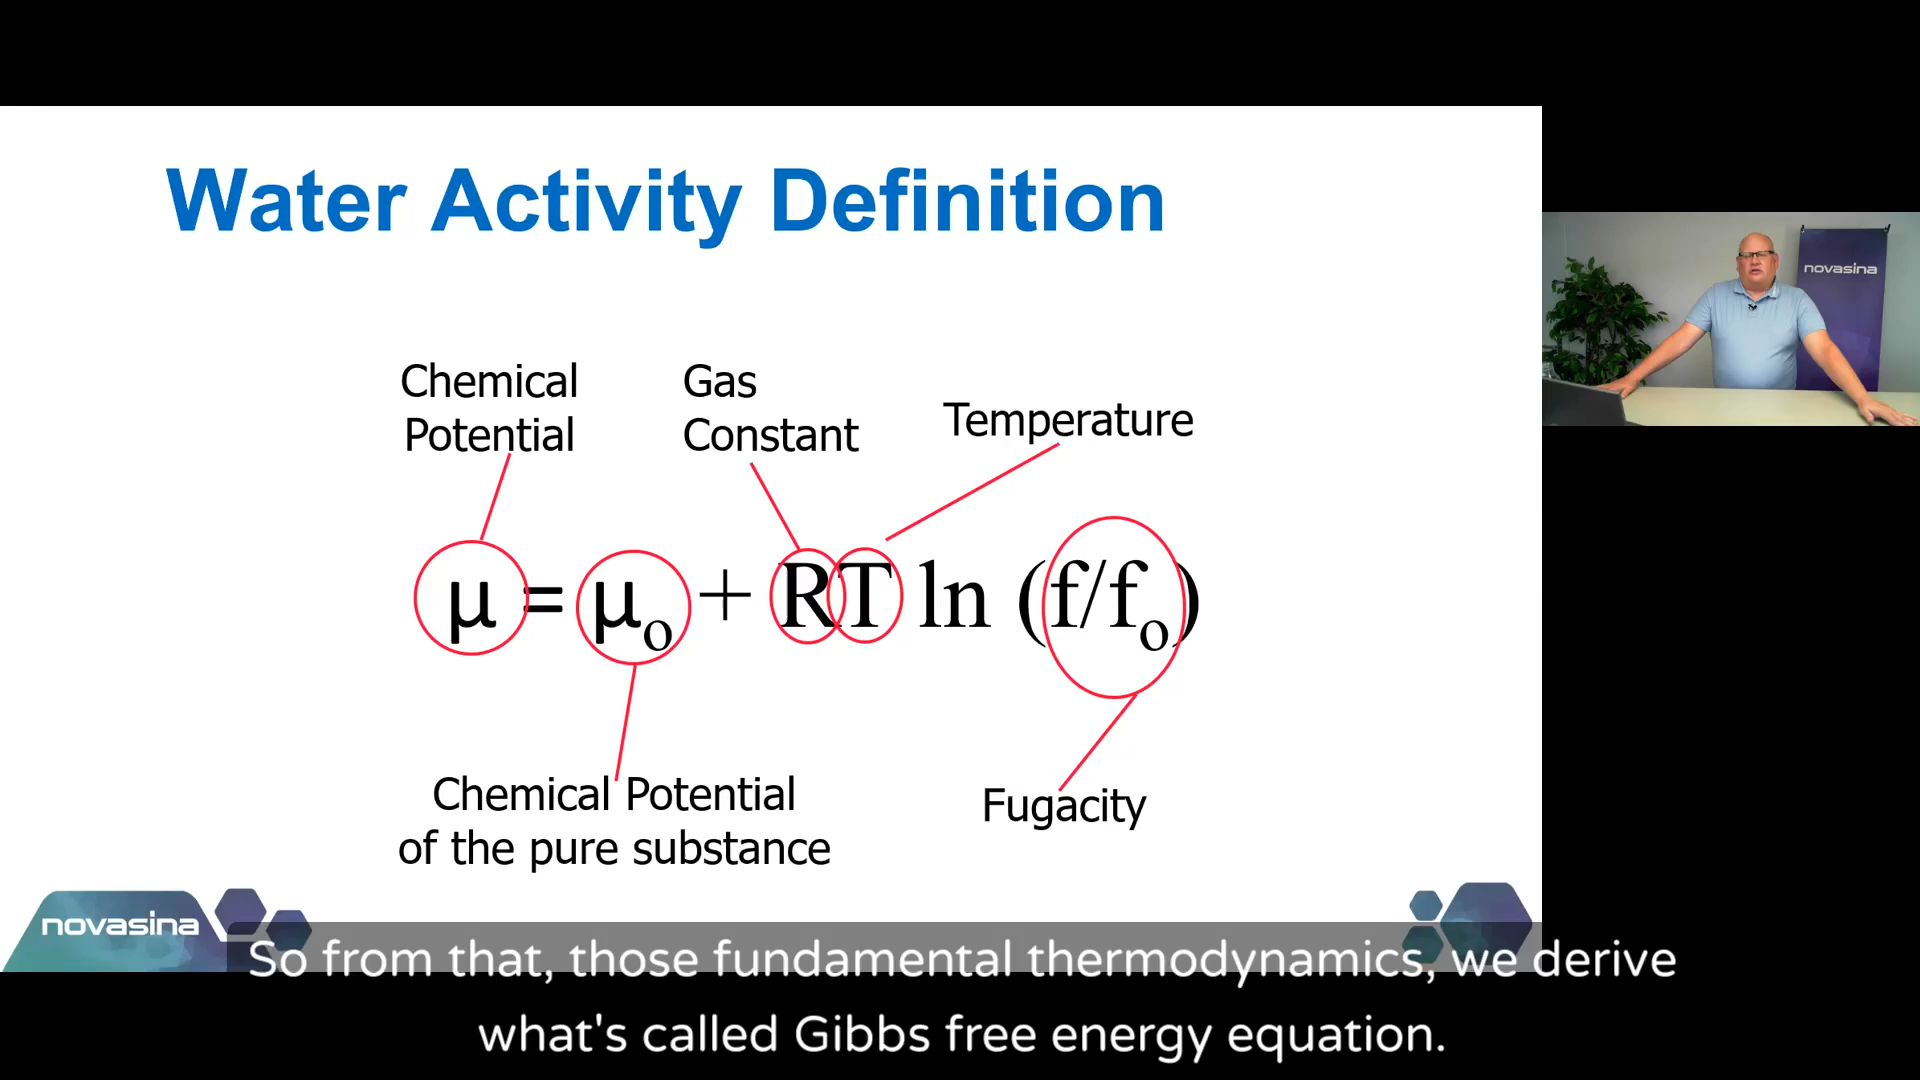 Water Activity Definition
novasina
Chemical
Potential
Gas
Constant
Temperature
μ = μo + RT ln (f/fo)
Chemical Potential
of the pure substance
Fugacity
novasina
So from that, those fundamental thermodynamics, we derive
what's called Gibbs free energy equation.